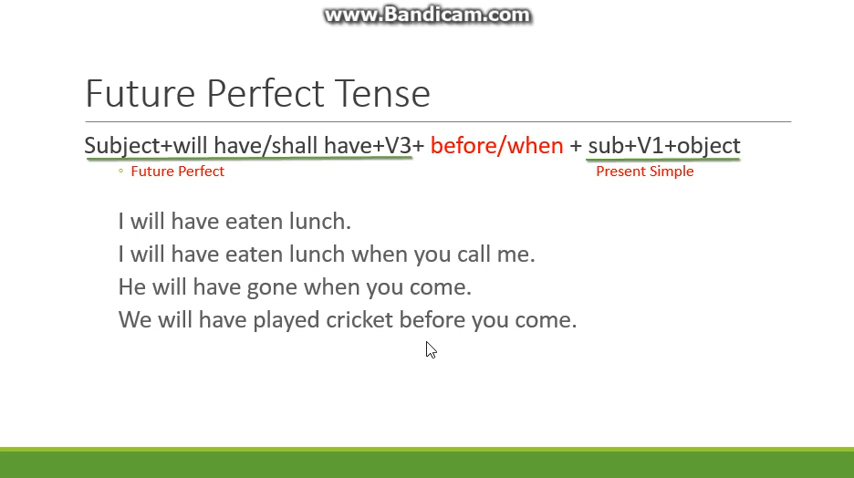 www.Bandicam.com
Future Perfect Tense
Subject+will have/shall have+V3+ before/when + sub+V1+object
Future Perfect Present Simple
I will have eaten lunch.
I will have eaten lunch when you call me.
He will have gone when you come.
We will have played cricket before you come.